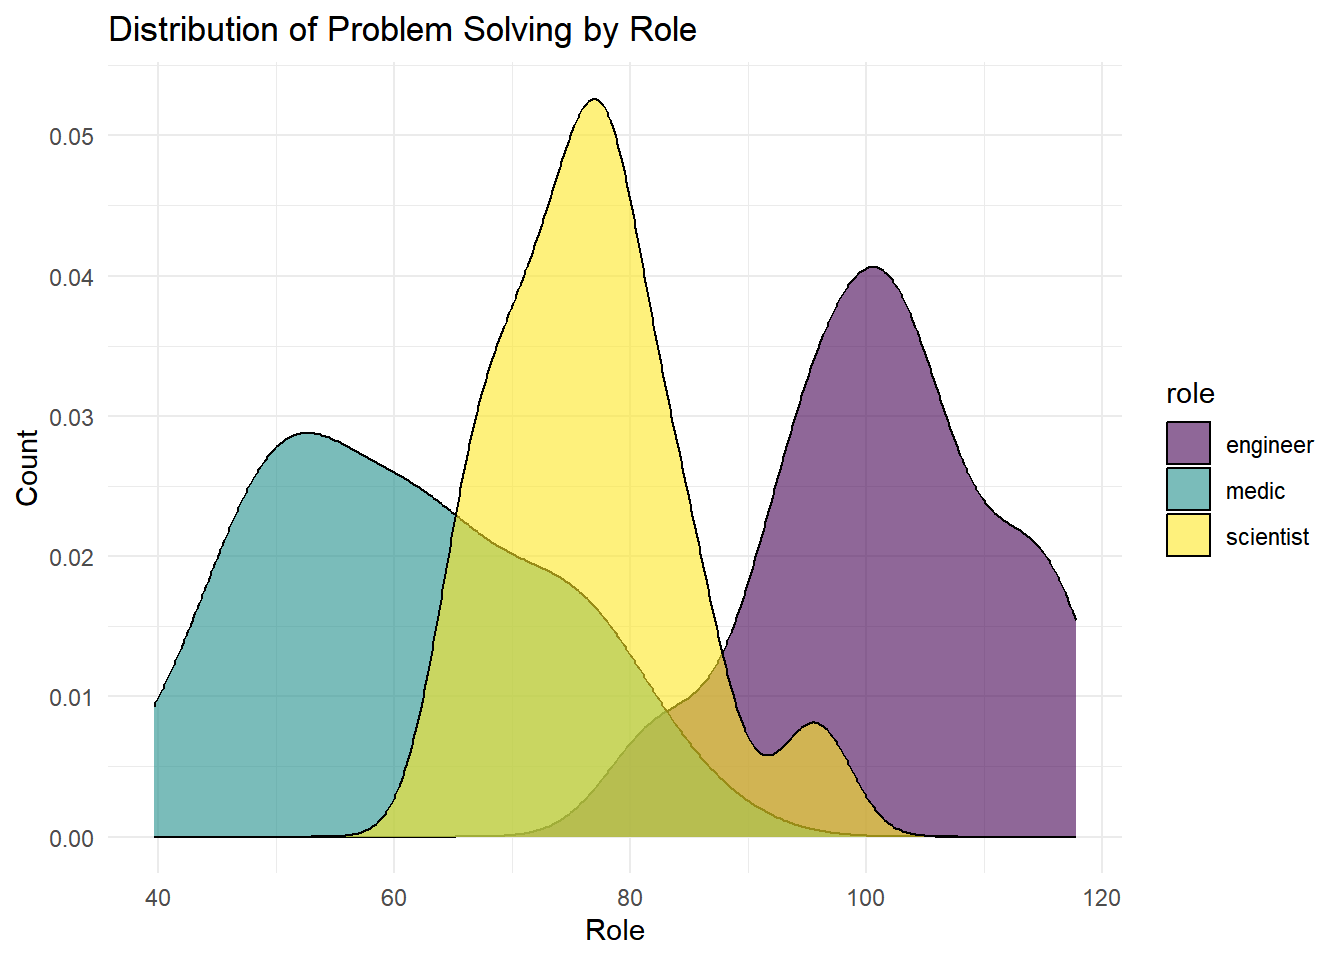 Distribution of Problem Solving by Role
0.05
0.04
0.03
0.02
0.01
0.00
Count
40 60 80 100 120
Role
role
engineer
medic
scientist